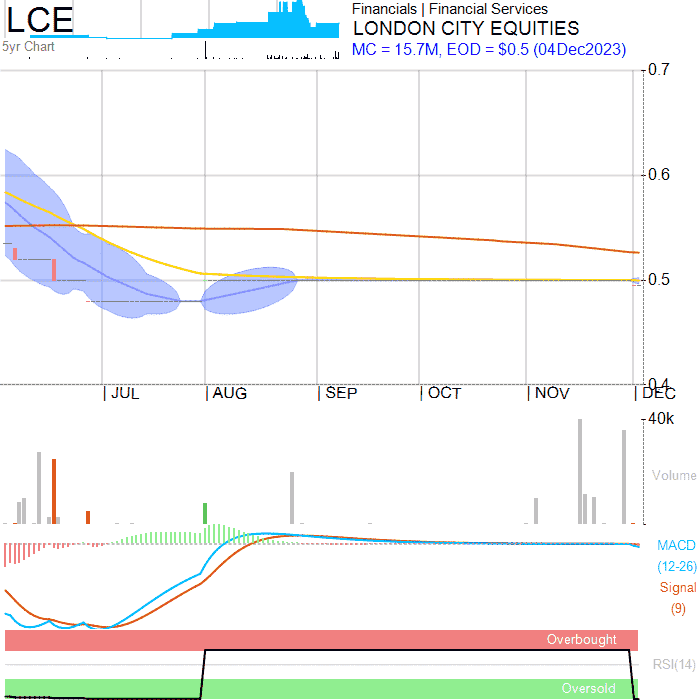 LCE
Financials | Financial Services
LONDON CITY EQUITIES
5yr Chart
MC = 15.7M, EOD = $0.5 (04Dec2023)
0.7
0.6
0.5
0.4
| JUL | AUG | SEP | OCT | NOV | DEC
40k
Volume
MACD
(12-26)
Signal
(9)
Overbought
RSI(14)
Oversold